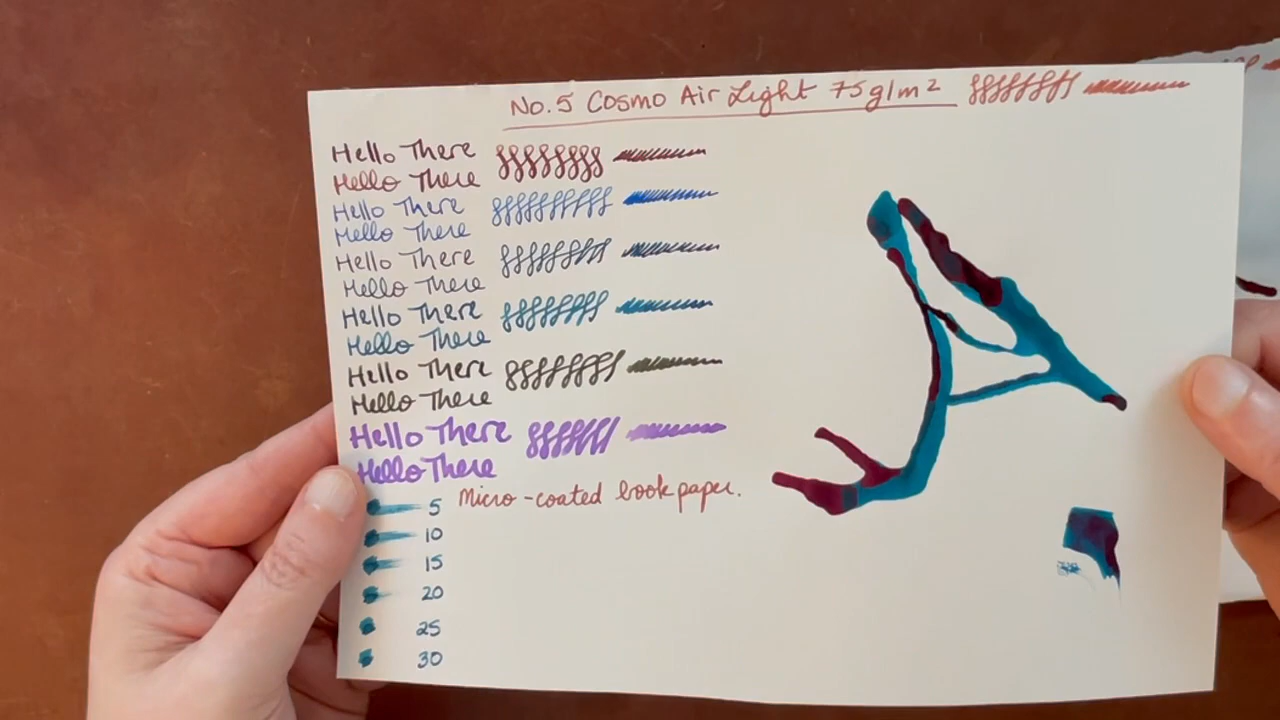 No.5 Cosmo Air Light 75g/m²
Hello There
Hello There
Hello There
Hello There
Hello There
Hello There
Hello There
Hello There
Hello There
Hello There
Hello There
Hello There
5 Micro-coated book paper.
10
15
20
25
30